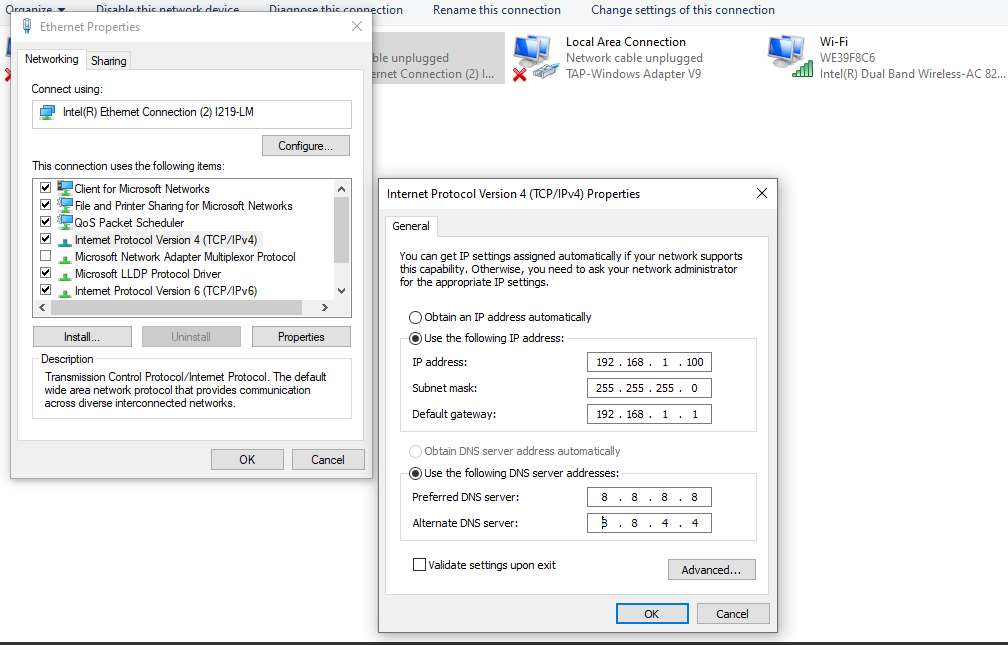 Organize
Disable this network device
Diagnose this connection
Rename this connection
Change settings of this connection
ble unplugged
ernet Connection (2) I...
Local Area Connection
Network cable unplugged
TAP-Windows Adapter V9
Wi-Fi
WE39F8C6
Intel(R) Dual Band Wireless-AC 82...
Ethernet Properties
Networking
Sharing
Connect using:
Intel(R) Ethernet Connection (2) I219-LM
Configure...
This connection uses the following items:
Client for Microsoft Networks
File and Printer Sharing for Microsoft Networks
QoS Packet Scheduler
Internet Protocol Version 4 (TCP/IPv4)
Microsoft Network Adapter Multiplexor Protocol
Microsoft LLDP Protocol Driver
Internet Protocol Version 6 (TCP/IPv6)
Install...
Uninstall
Properties
Description
Transmission Control Protocol/Internet Protocol. The default
wide area network protocol that provides communication
across diverse interconnected networks.
OK
Cancel
Internet Protocol Version 4 (TCP/IPv4) Properties
General
You can get IP settings assigned automatically if your network supports
this capability. Otherwise, you need to ask your network administrator
for the appropriate IP settings.
Obtain an IP address automatically
Use the following IP address:
IP address:
192 . 168 . 1 . 100
Subnet mask:
255 . 255 . 255 . 0
Default gateway:
192 . 168 . 1 . 1
Obtain DNS server address automatically
Use the following DNS server addresses:
Preferred DNS server:
8 . 8 . 8 . 8
Alternate DNS server:
8 . 8 . 4 . 4
Validate settings upon exit
Advanced...
OK
Cancel